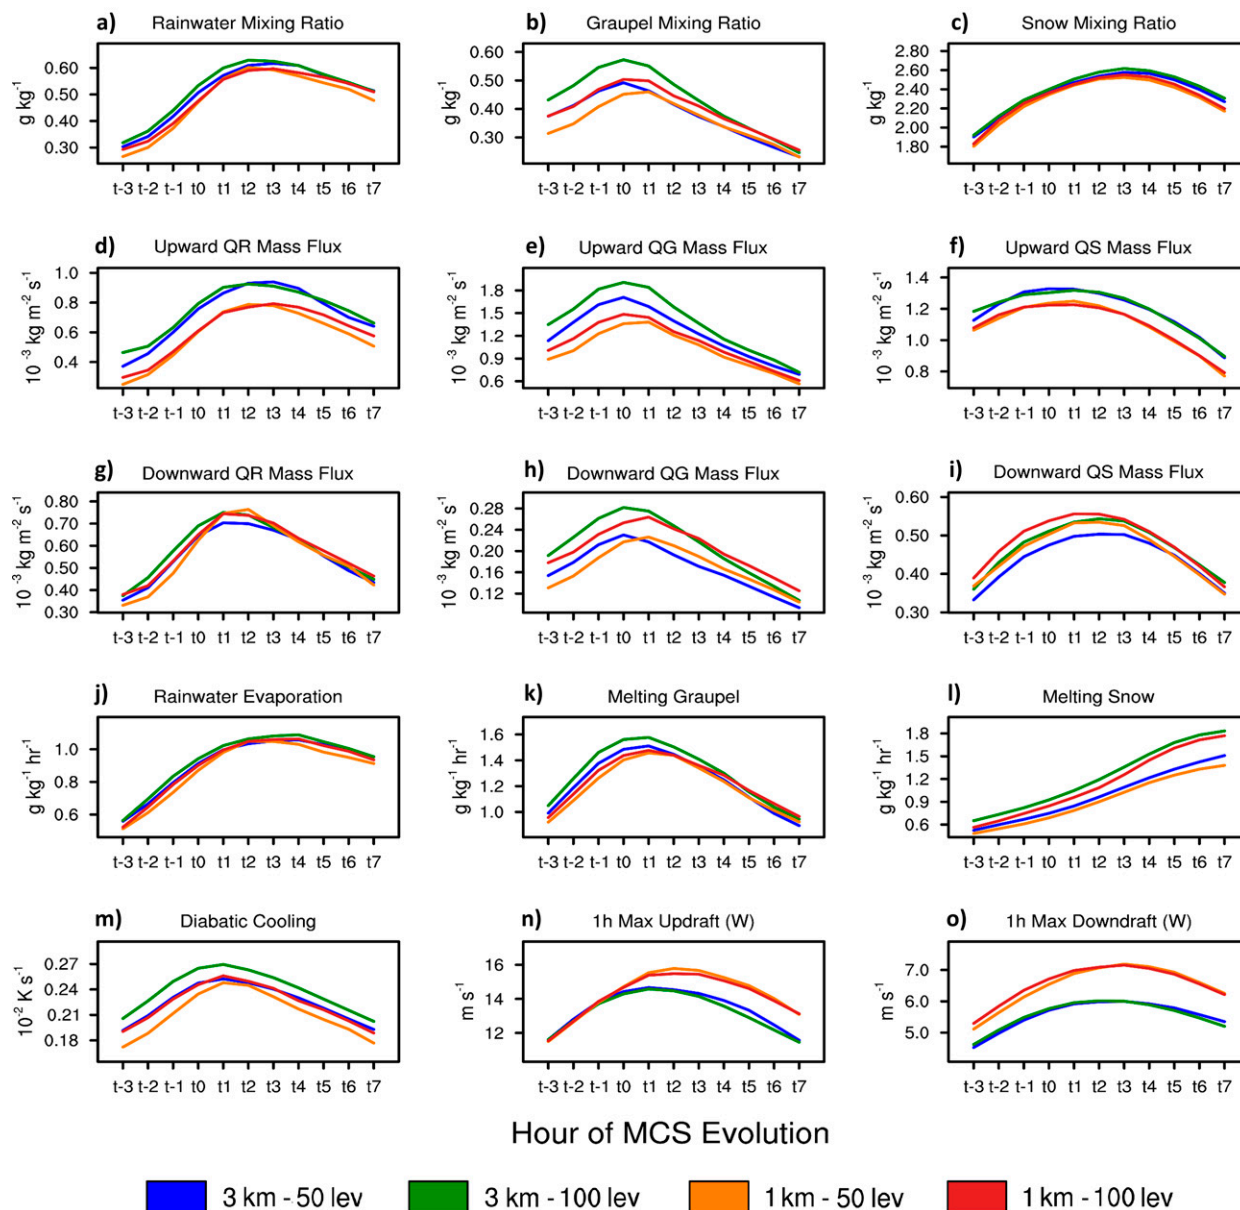 a) Rainwater Mixing Ratio
g kg⁻¹
0.60
0.50
0.40
0.30
t-3 t-2 t-1 t0 t1 t2 t3 t4 t5 t6 t7
b) Graupel Mixing Ratio
g kg⁻¹
0.60
0.50
0.40
0.30
t-3 t-2 t-1 t0 t1 t2 t3 t4 t5 t6 t7
c) Snow Mixing Ratio
g kg⁻¹
2.80
2.60
2.40
2.20
2.00
1.80
t-3 t-2 t-1 t0 t1 t2 t3 t4 t5 t6 t7
d) Upward QR Mass Flux
10⁻³ kg m⁻² s⁻¹
1.0
0.8
0.6
0.4
t-3 t-2 t-1 t0 t1 t2 t3 t4 t5 t6 t7
e) Upward QG Mass Flux
10⁻³ kg m⁻² s⁻¹
1.8
1.5
1.2
0.9
0.6
t-3 t-2 t-1 t0 t1 t2 t3 t4 t5 t6 t7
f) Upward QS Mass Flux
10⁻³ kg m⁻² s⁻¹
1.4
1.2
1.0
0.8
t-3 t-2 t-1 t0 t1 t2 t3 t4 t5 t6 t7
g) Downward QR Mass Flux
10⁻³ kg m⁻² s⁻¹
0.80
0.70
0.60
0.50
0.40
0.30
t-3 t-2 t-1 t0 t1 t2 t3 t4 t5 t6 t7
h) Downward QG Mass Flux
10⁻³ kg m⁻² s⁻¹
0.28
0.24
0.20
0.16
0.12
t-3 t-2 t-1 t0 t1 t2 t3 t4 t5 t6 t7
i) Downward QS Mass Flux
10⁻³ kg m⁻² s⁻¹
0.60
0.50
0.40
0.30
t-3 t-2 t-1 t0 t1 t2 t3 t4 t5 t6 t7
j) Rainwater Evaporation
g kg⁻¹ hr⁻¹
1.0
0.8
0.6
t-3 t-2 t-1 t0 t1 t2 t3 t4 t5 t6 t7
k) Melting Graupel
g kg⁻¹ hr⁻¹
1.6
1.4
1.2
1.0
t-3 t-2 t-1 t0 t1 t2 t3 t4 t5 t6 t7
l) Melting Snow
g kg⁻¹ hr⁻¹
1.8
1.5
1.2
0.9
0.6
t-3 t-2 t-1 t0 t1 t2 t3 t4 t5 t6 t7
m) Diabatic Cooling
10⁻² K s⁻¹
0.27
0.24
0.21
0.18
t-3 t-2 t-1 t0 t1 t2 t3 t4 t5 t6 t7
n) 1h Max Updraft (W)
m s⁻¹
16
14
12
t-3 t-2 t-1 t0 t1 t2 t3 t4 t5 t6 t7
o) 1h Max Downdraft (W)
m s⁻¹
7.0
6.0
5.0
t-3 t-2 t-1 t0 t1 t2 t3 t4 t5 t6 t7
Hour of MCS Evolution
3 km - 50 lev 3 km - 100 lev 1 km - 50 lev 1 km - 100 lev